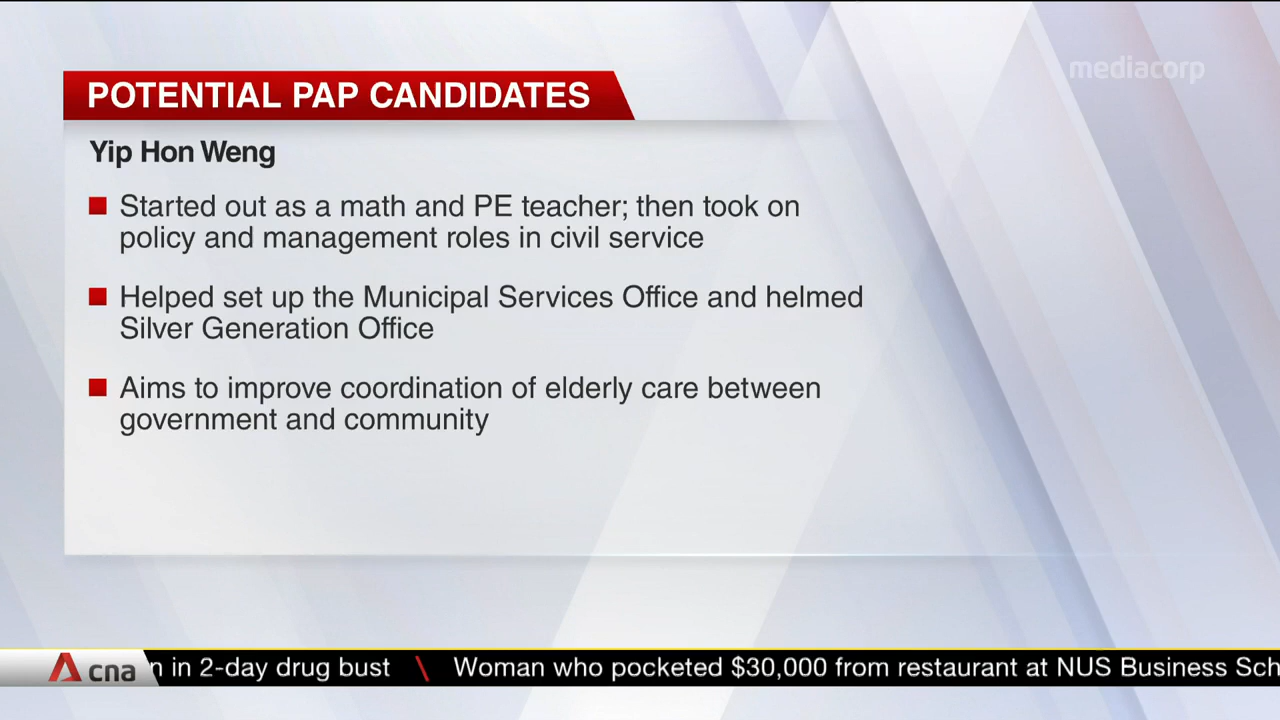 mediacorp
POTENTIAL PAP CANDIDATES
Yip Hon Weng
Started out as a math and PE teacher; then took on
policy and management roles in civil service
Helped set up the Municipal Services Office and helmed
Silver Generation Office
Aims to improve coordination of elderly care between
government and community
cna n in 2-day drug bust \ Woman who pocketed $30,000 from restaurant at NUS Business Sch